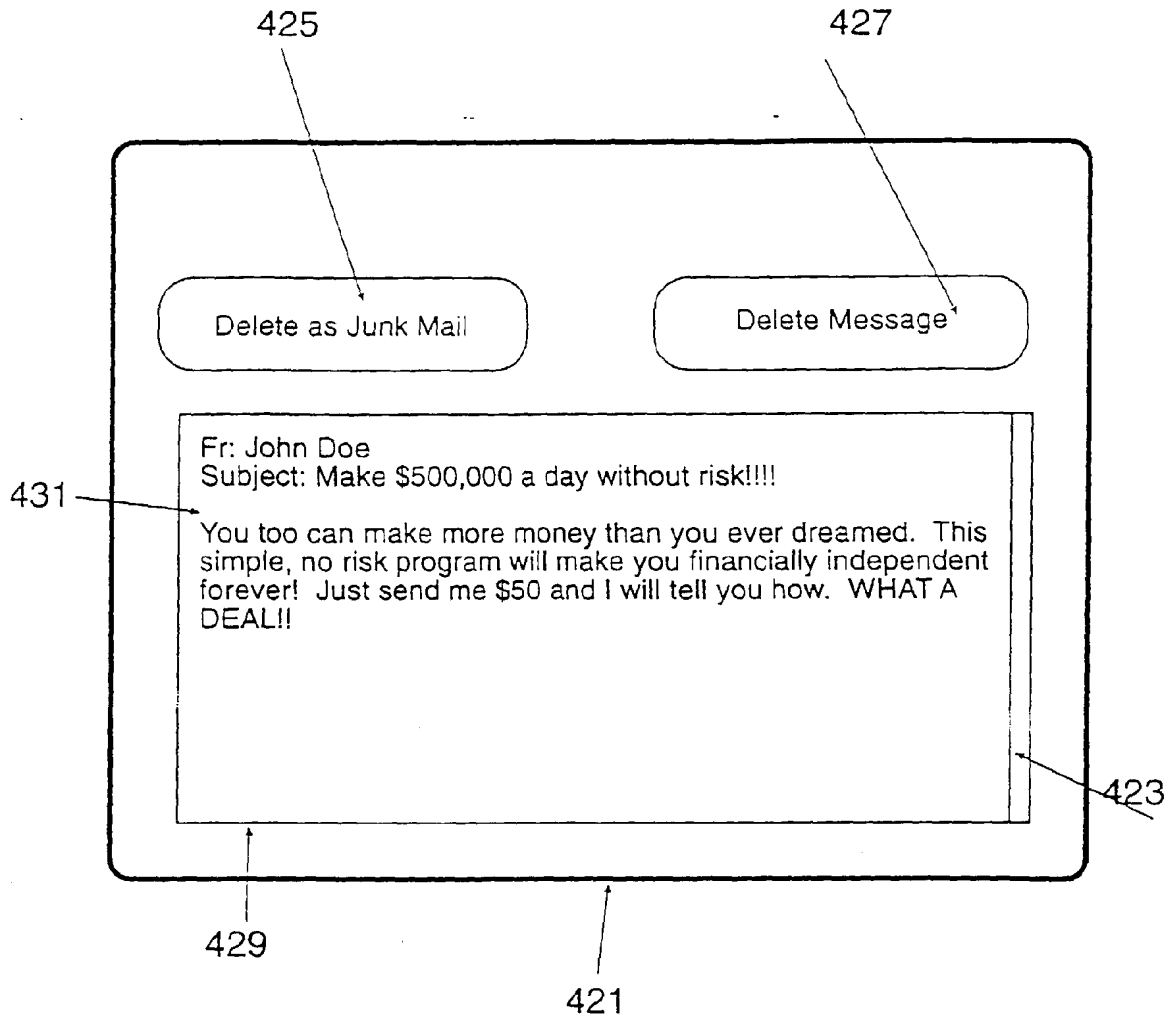 425
427
Delete as Junk Mail
Delete Message
Fr: John Doe
Subject: Make $500,000 a day without risk!!!!
431
You too can make more money than you ever dreamed. This
simple, no risk program will make you financially independent
forever! Just send me $50 and I will tell you how. WHAT A
DEAL!!
423
429
421